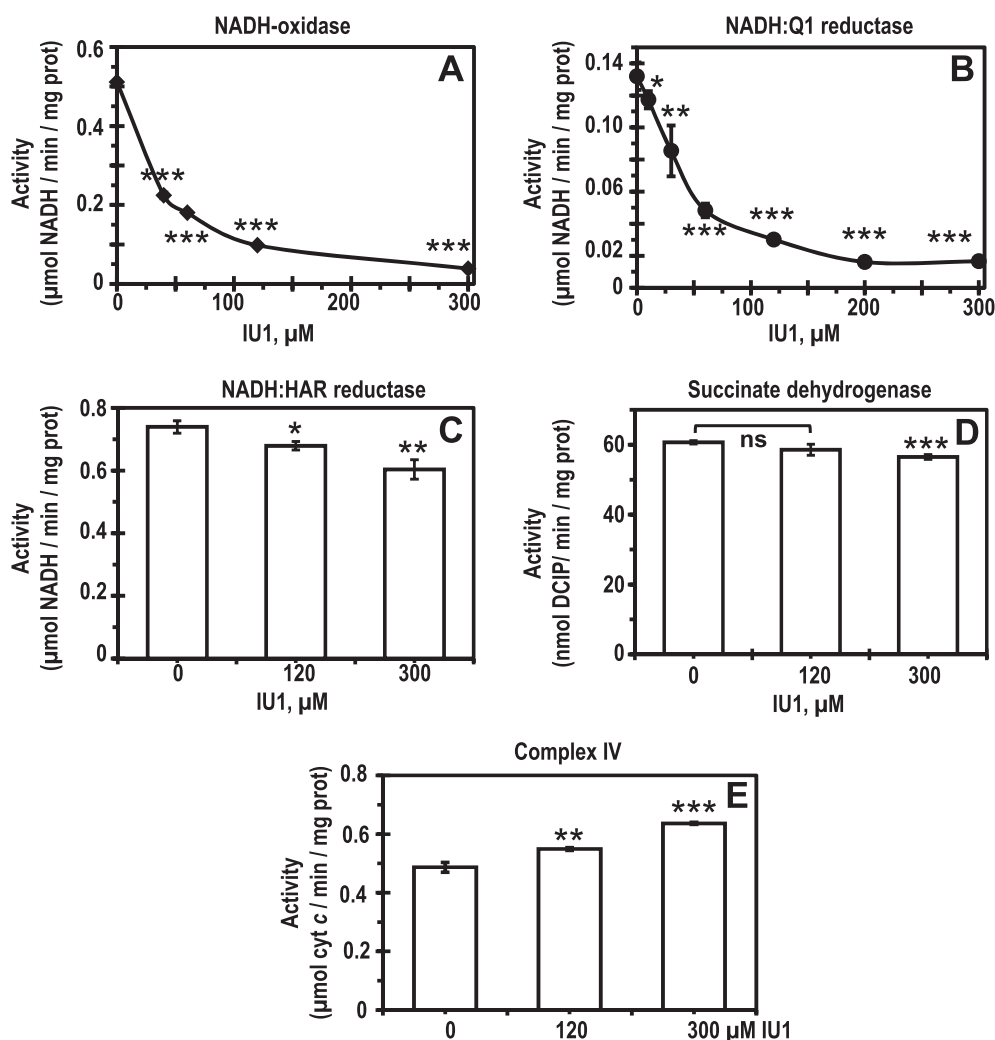 NADH-oxidase
A
Activity
(μmol NADH / min / mg prot)
0.6
0.4
0.2
0
***
***
***
***
0 100 200 300
IU1, μM
NADH:Q1 reductase
B
Activity
(μmol NADH / min / mg prot)
0.14
0.10
0.06
0.02
0
*
**
***
***
***
***
0 100 200 300
IU1, μM
NADH:HAR reductase
C
Activity
(μmol NADH / min / mg prot)
0.8
0.6
0.4
0.2
0
*
**
0 120 300
IU1, μM
Succinate dehydrogenase
D
Activity
(nmol DCIP/ min / mg prot)
60
40
20
0
ns
***
0 120 300
IU1, μM
Complex IV
E
Activity
(μmol cyt c / min / mg prot)
0.8
0.6
0.4
0.2
0
**
***
0 120 300 μM IU1